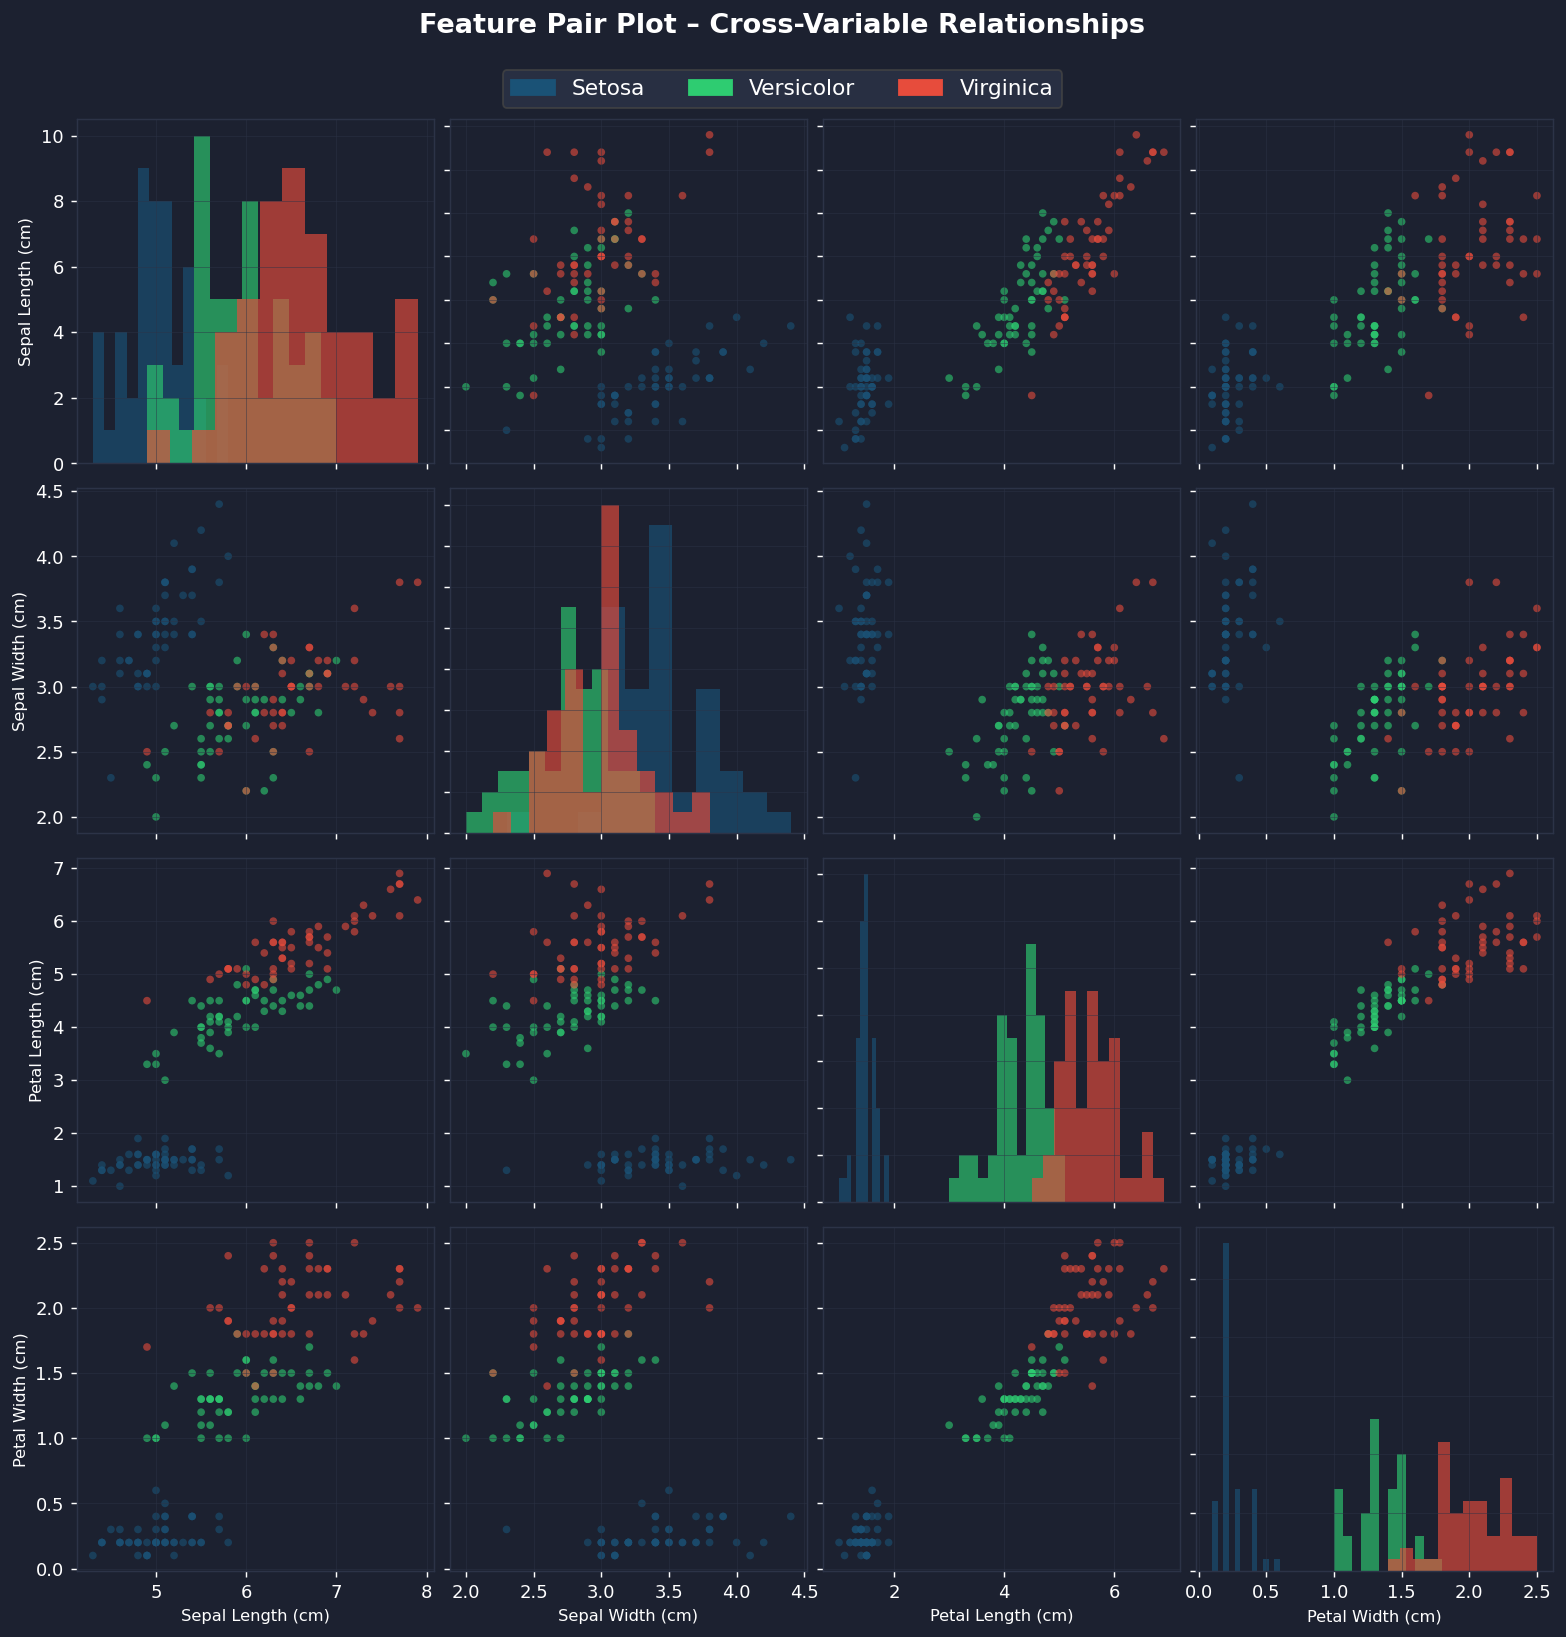 Feature Pair Plot – Cross-Variable Relationships
Setosa Versicolor Virginica
Sepal Length (cm)
10
8
6
4
2
0
5 6 7 8
Sepal Width (cm)
4.5
4.0
3.5
3.0
2.5
2.0
Petal Length (cm)
7
6
5
4
3
2
1
Petal Width (cm)
2.5
2.0
1.5
1.0
0.5
0.0
5 6 7 8
2.0 2.5 3.0 3.5 4.0 4.5
2 4 6
0.0 0.5 1.0 1.5 2.0 2.5
Sepal Length (cm)
Sepal Width (cm)
Petal Length (cm)
Petal Width (cm)